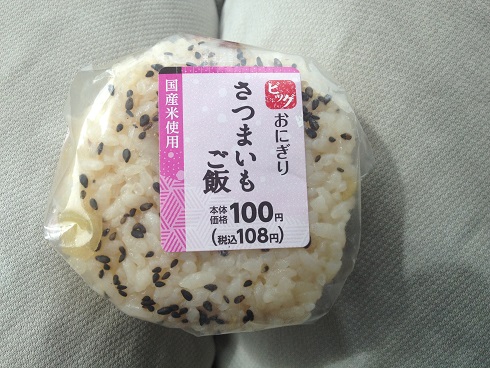 ビッグ
おにぎり
さつまいも
ご飯
国産米使用
本体
価格 100円
(税込108円)